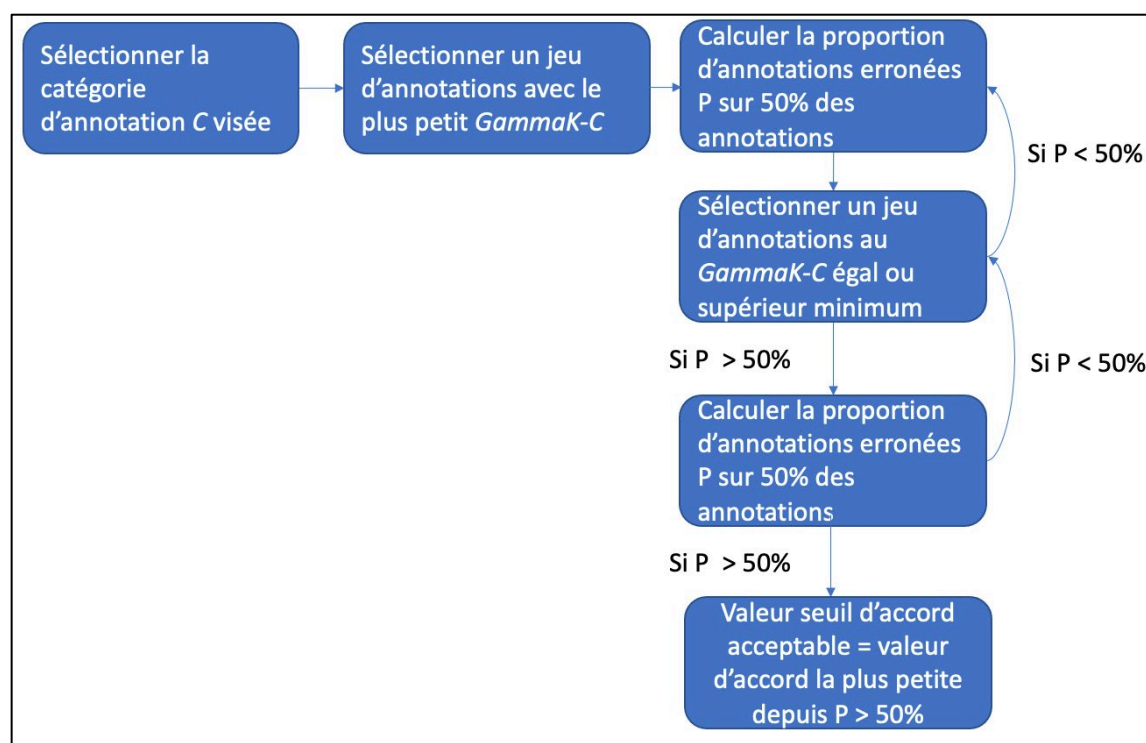 Sélectionner la
catégorie
d'annotation C visée
Sélectionner un jeu
d'annotations avec le
plus petit GammaK-C
Calculer la proportion
d'annotations erronées
P sur 50% des
annotations
Si P < 50%
Sélectionner un jeu
d'annotations au
GammaK-C égal ou
supérieur minimum
Si P  > 50%
Si P < 50%
Calculer la proportion
d'annotations erronées
P sur 50% des
annotations
Si P  > 50%
Valeur seuil d'accord
acceptable = valeur
d'accord la plus petite
depuis P > 50%